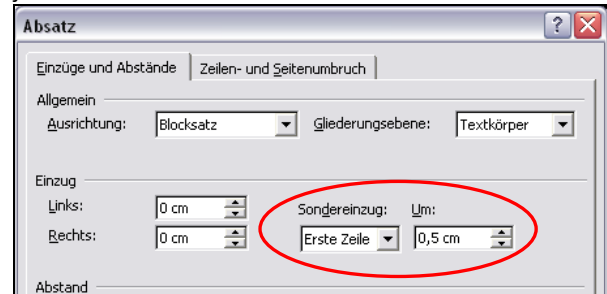 Absatz
Einzüge und Abstände Zeilen- und Seitenumbruch
Allgemein
Ausrichtung: Blocksatz Gliederungsebene: Textkörper
Einzug
Links: 0 cm Sondereinzug: Um:
Rechts: 0 cm Erste Zeile 0,5 cm
Abstand